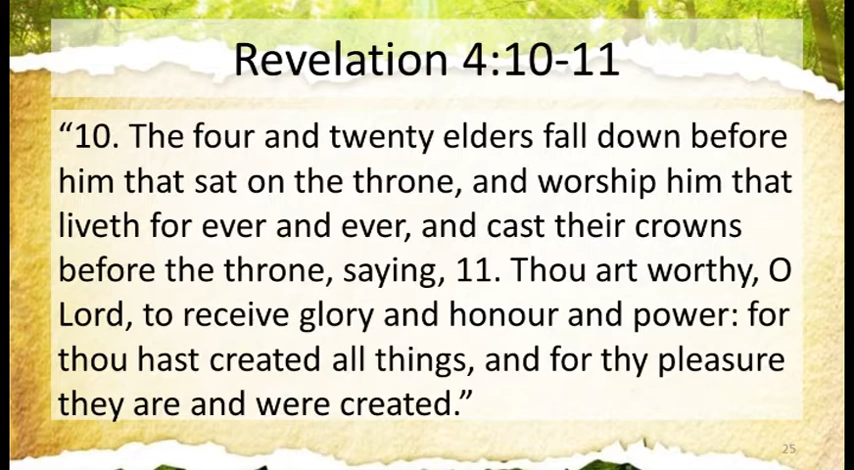 Revelation 4:10-11
“10. The four and twenty elders fall down before
him that sat on the throne, and worship him that
liveth for ever and ever, and cast their crowns
before the throne, saying, 11. Thou art worthy, O
Lord, to receive glory and honour and power: for
thou hast created all things, and for thy pleasure
they are and were created.”
25